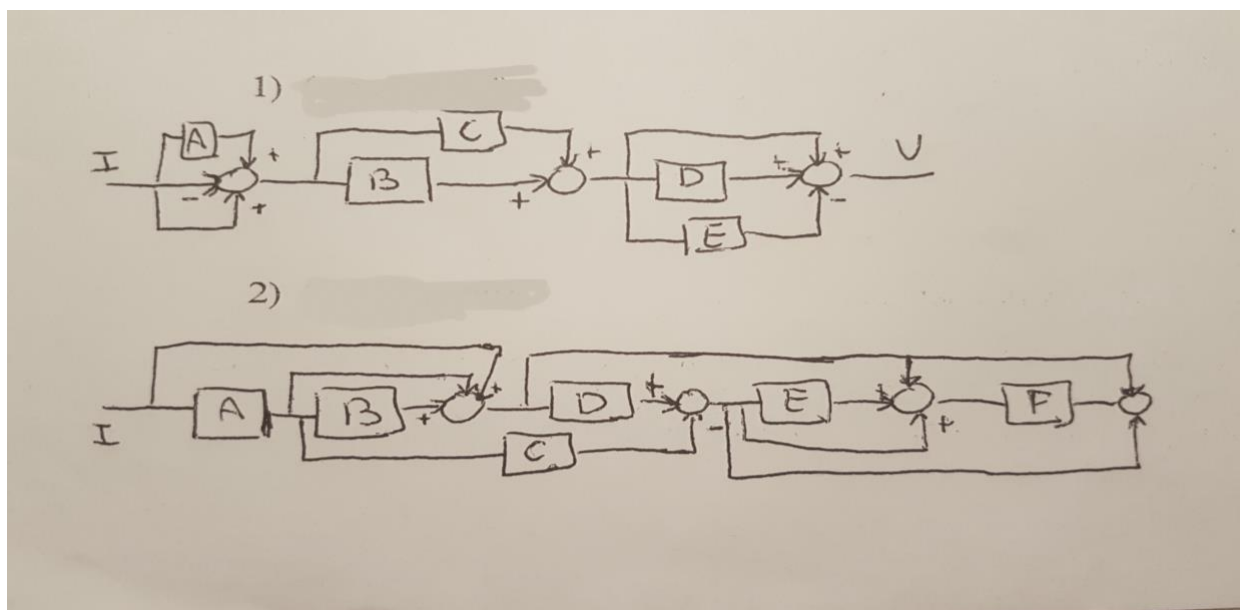 1)
A + C +
I B D + + U
- + + E -
2)
+ + +
I A B + D E + F
C - +